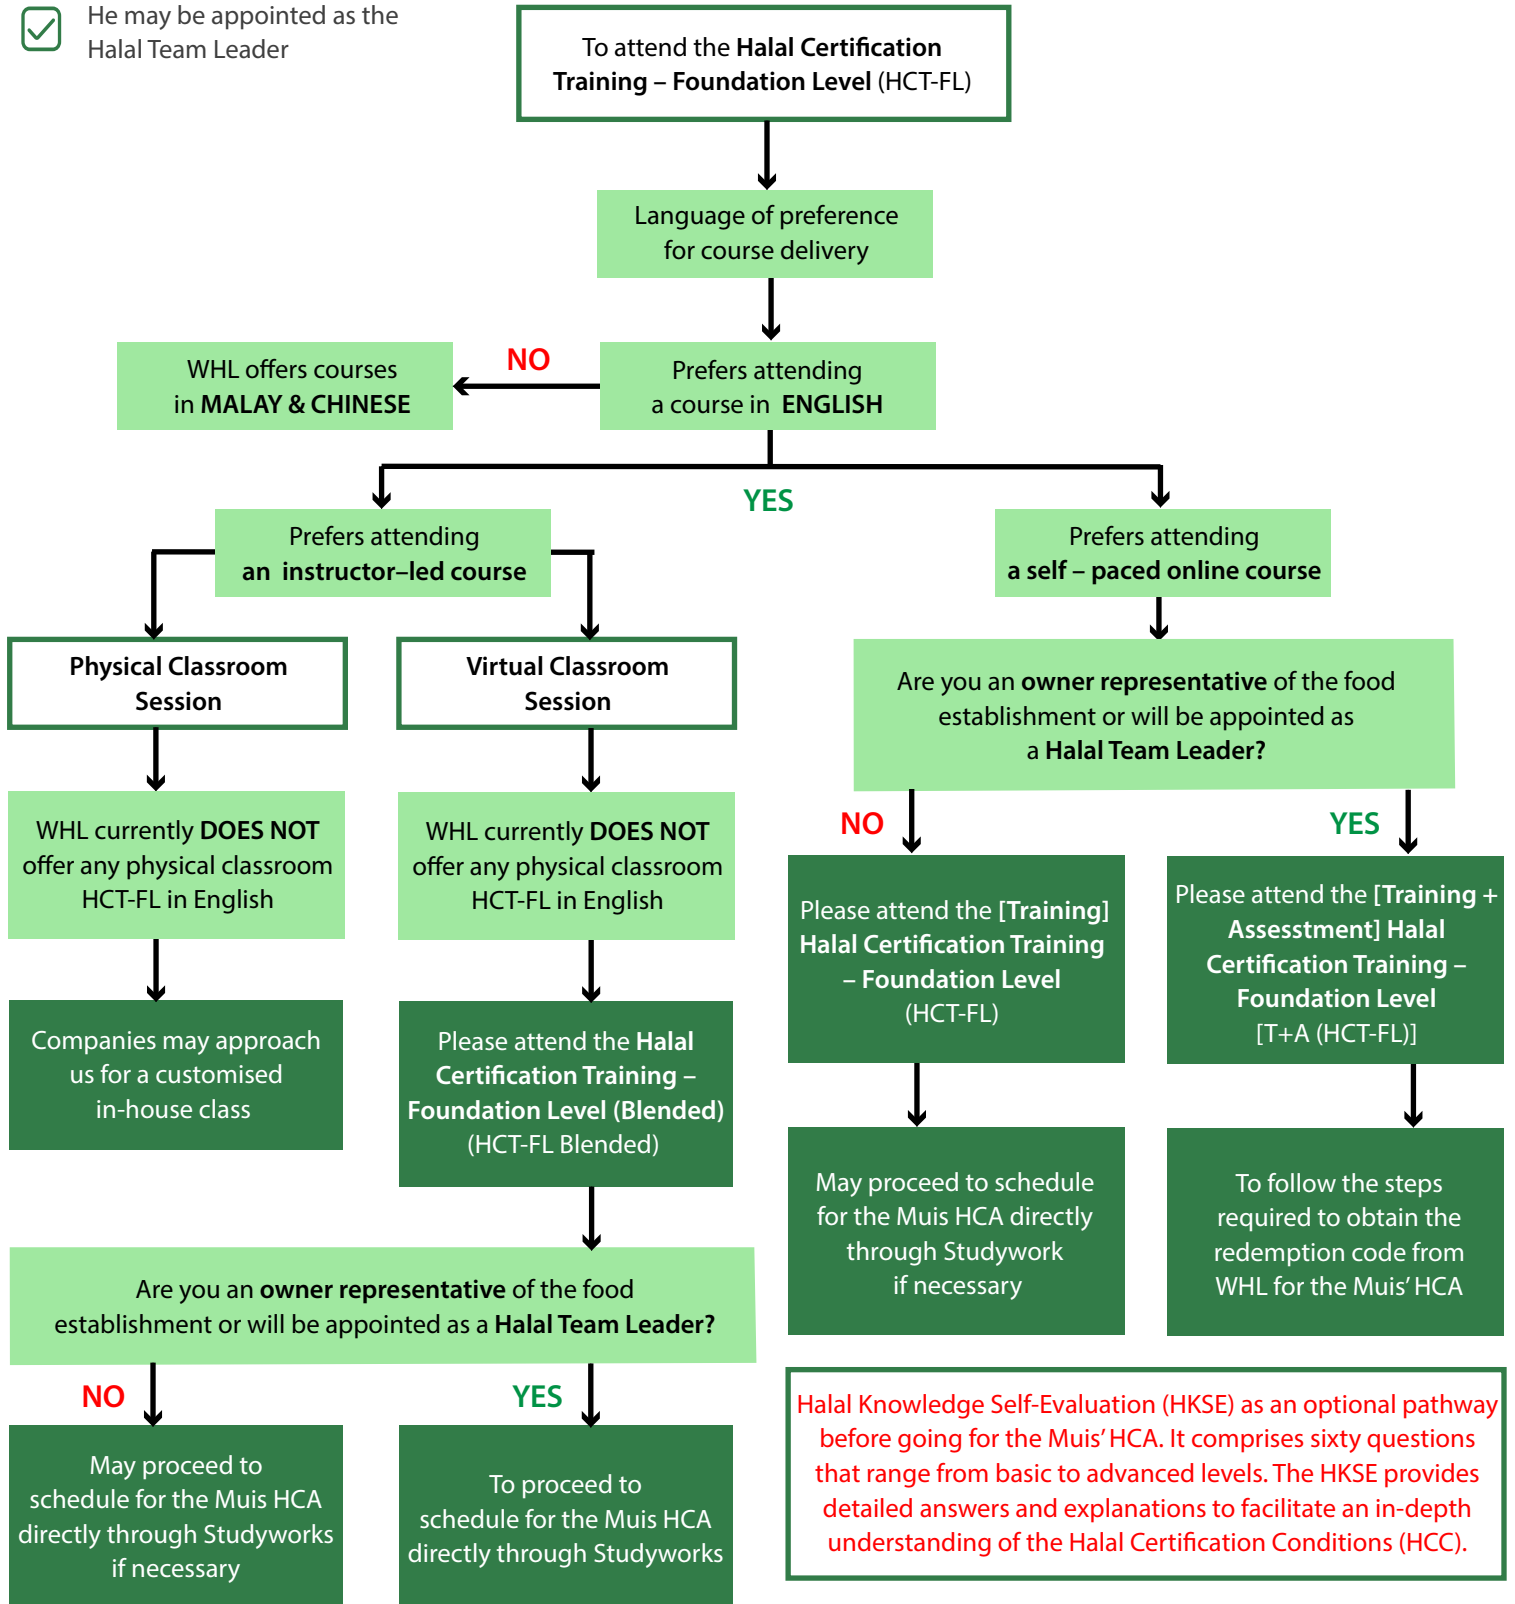 He may be appointed as the
Halal Team Leader
To attend the Halal Certification
Training – Foundation Level (HCT-FL)
Language of preference
for course delivery
WHL offers courses
in MALAY & CHINESE
NO
Prefers attending
a course in ENGLISH
YES
Prefers attending
an instructor–led course
Prefers attending
a self – paced online course
Physical Classroom
Session
Virtual Classroom
Session
Are you an owner representative of the food
establishment or will be appointed as
a Halal Team Leader?
WHL currently DOES NOT
offer any physical classroom
HCT-FL in English
WHL currently DOES NOT
offer any physical classroom
HCT-FL in English
NO
YES
Please attend the [Training]
Halal Certification Training
– Foundation Level
(HCT-FL)
Please attend the [Training +
Assesstment] Halal
Certification Training –
Foundation Level
[T+A (HCT-FL)]
Companies may approach
us for a customised
in-house class
Please attend the Halal
Certification Training –
Foundation Level (Blended)
(HCT-FL Blended)
May proceed to schedule
for the Muis HCA directly
through Studywork
if necessary
To follow the steps
required to obtain the
redemption code from
WHL for the Muis’ HCA
Are you an owner representative of the food
establishment or will be appointed as a Halal Team Leader?
NO
YES
May proceed to
schedule for the Muis HCA
directly through Studyworks
if necessary
To proceed to
schedule for the Muis HCA
directly through Studyworks
Halal Knowledge Self-Evaluation (HKSE) as an optional pathway
before going for the Muis’ HCA. It comprises sixty questions
that range from basic to advanced levels. The HKSE provides
detailed answers and explanations to facilitate an in-depth
understanding of the Halal Certification Conditions (HCC).